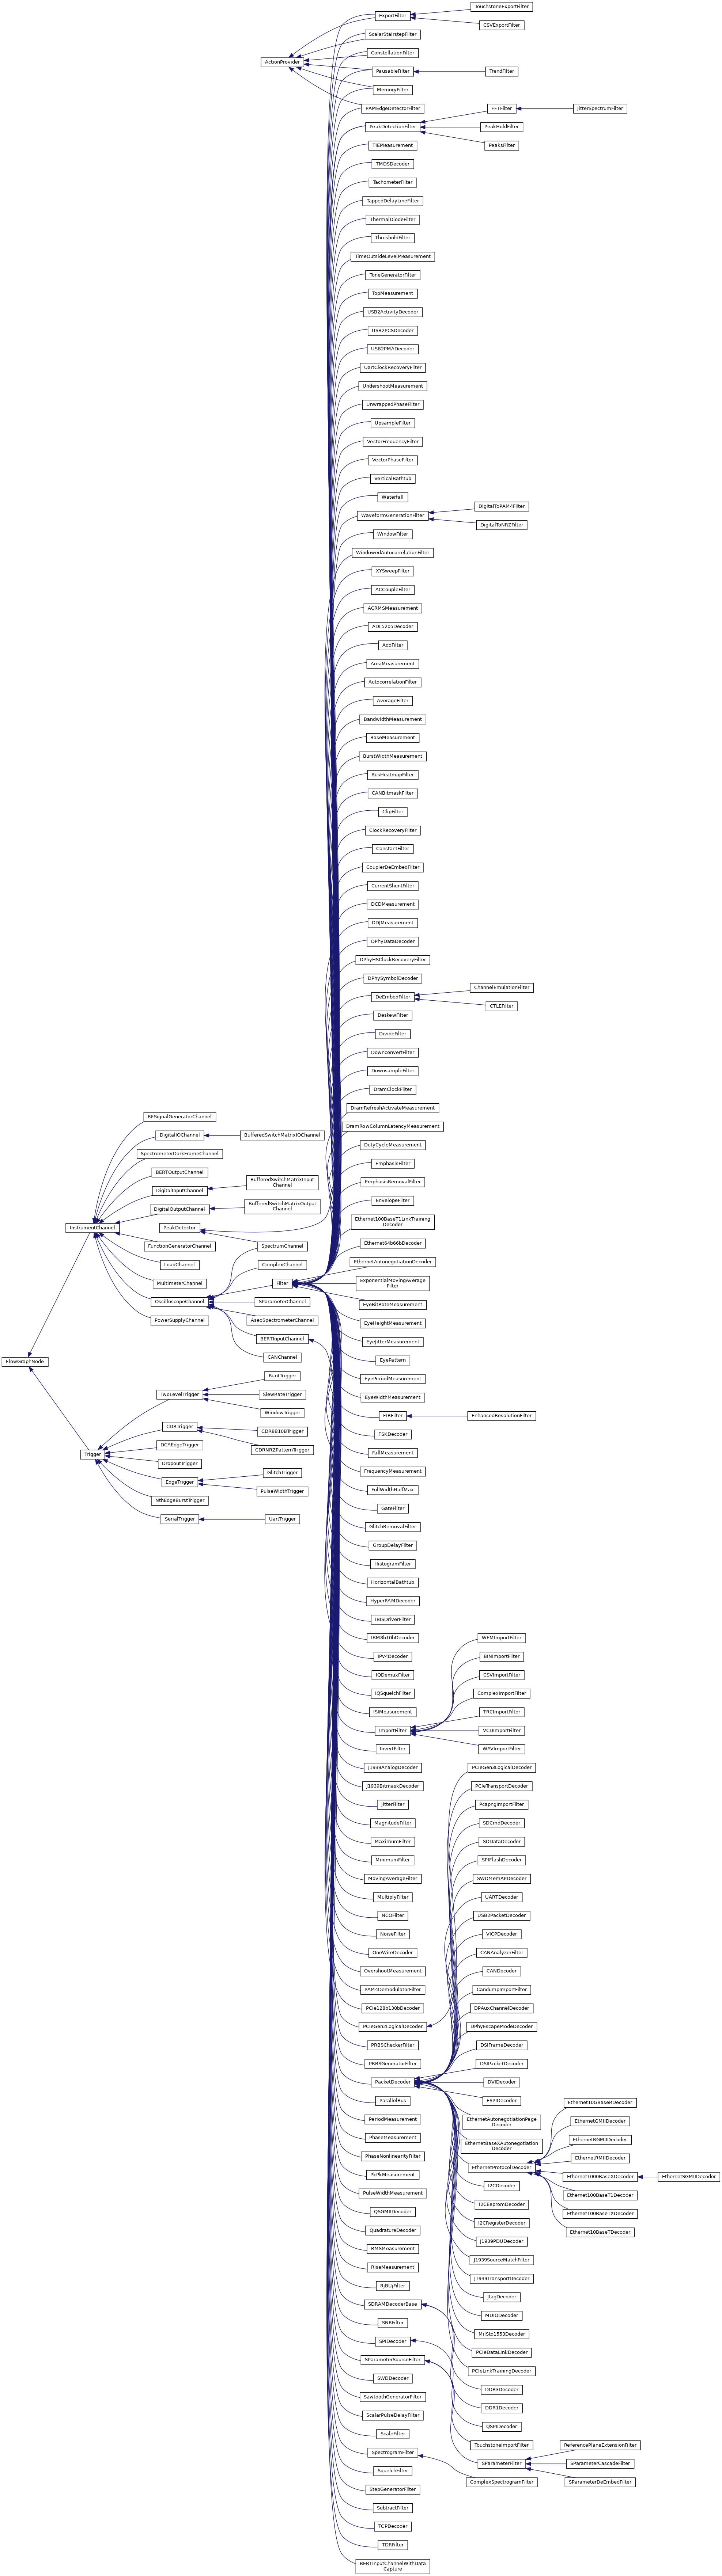 TouchstoneExportFilter
ExportFilter
CSVExportFilter
ScalarStairstepFilter
ConstellationFilter
ActionProvider
PausableFilter
TrendFilter
MemoryFilter
PAMEdgeDetectorFilter
FFTFilter
JitterSpectrumFilter
PeakDetectionFilter
PeakHoldFilter
TIEMeasurement
PeaksFilter
TMDSDecoder
TachometerFilter
TappedDelayLineFilter
ThermalDiodeFilter
ThresholdFilter
TimeOutsideLevelMeasurement
ToneGeneratorFilter
TopMeasurement
USB2ActivityDecoder
USB2PCSDecoder
USB2PMADecoder
UartClockRecoveryFilter
UndershootMeasurement
UnwrappedPhaseFilter
UpsampleFilter
VectorFrequencyFilter
VectorPhaseFilter
VerticalBathtub
Waterfall
DigitalToPAM4Filter
WaveformGenerationFilter
DigitalToNRZFilter
WindowFilter
WindowedAutocorrelationFilter
XYSweepFilter
ACCoupleFilter
ACRMSMeasurement
ADL5205Decoder
AddFilter
AreaMeasurement
AutocorrelationFilter
AverageFilter
BandwidthMeasurement
BaseMeasurement
BurstWidthMeasurement
BusHeatmapFilter
CANBitmaskFilter
ClipFilter
ClockRecoveryFilter
ConstantFilter
CouplerDeEmbedFilter
CurrentShuntFilter
DCDMeasurement
DDJMeasurement
DPhyDataDecoder
DPhyHSClockRecoveryFilter
DPhySymbolDecoder
ChannelEmulationFilter
DeEmbedFilter
CTLEFilter
DeskewFilter
DivideFilter
DownconvertFilter
DownsampleFilter
DramClockFilter
DramRefreshActivateMeasurement
RFSignalGeneratorChannel
DramRowColumnLatencyMeasurement
DigitalIOChannel
BufferedSwitchMatrixIOChannel
DutyCycleMeasurement
SpectrometerDarkFrameChannel
EmphasisFilter
BERTOutputChannel
EmphasisRemovalFilter
BufferedSwitchMatrixInput
Channel
DigitalInputChannel
EnvelopeFilter
BufferedSwitchMatrixOutput
Channel
DigitalOutputChannel
Ethernet100BaseT1LinkTraining
Decoder
InstrumentChannel
PeakDetector
Ethernet64b66bDecoder
FunctionGeneratorChannel
SpectrumChannel
EthernetAutonegotiationDecoder
LoadChannel
ComplexChannel
ExponentialMovingAverage
Filter
MultimeterChannel
Filter
OscilloscopeChannel
SParameterChannel
EyeBitRateMeasurement
PowerSupplyChannel
AseqSpectrometerChannel
EyeHeightMeasurement
BERTInputChannel
EyeJitterMeasurement
CANChannel
EyePattern
FlowGraphNode
RuntTrigger
EyePeriodMeasurement
TwoLevelTrigger
SlewRateTrigger
EyeWidthMeasurement
WindowTrigger
FIRFilter
EnhancedResolutionFilter
CDRTrigger
CDR8B10BTrigger
FSKDecoder
DCAEdgeTrigger
CDRNRZPatternTrigger
Trigger
FallMeasurement
DropoutTrigger
GlitchTrigger
FrequencyMeasurement
EdgeTrigger
PulseWidthTrigger
FullWidthHalfMax
NthEdgeBurstTrigger
GateFilter
SerialTrigger
UartTrigger
GlitchRemovalFilter
GroupDelayFilter
HistogramFilter
HorizontalBathtub
HyperRAMDecoder
IBISDriverFilter
IBM8b10bDecoder
WFMImportFilter
IPv4Decoder
BINImportFilter
IQDemuxFilter
CSVImportFilter
IQSquelchFilter
ComplexImportFilter
ISIMeasurement
TRCImportFilter
ImportFilter
VCDImportFilter
InvertFilter
WAVImportFilter
J1939AnalogDecoder
PCIeGen3LogicalDecoder
J1939BitmaskDecoder
PCIeTransportDecoder
JitterFilter
PcapngImportFilter
MagnitudeFilter
SDCmdDecoder
MaximumFilter
SDDataDecoder
MinimumFilter
SPIFlashDecoder
MovingAverageFilter
SWDMemAPDecoder
MultiplyFilter
UARTDecoder
NCOFilter
USB2PacketDecoder
NoiseFilter
VICPDecoder
OneWireDecoder
CANAnalyzerFilter
OvershootMeasurement
CANDecoder
PAM4DemodulatorFilter
CandumpImportFilter
PCIe128b130bDecoder
DPAuxChannelDecoder
PCIeGen2LogicalDecoder
DPhyEscapeModeDecoder
PRBSCheckerFilter
DSIFrameDecoder
PRBSGeneratorFilter
DSIPacketDecoder
PacketDecoder
DVIDecoder
ParallelBus
ESPIDecoder
Ethernet10GBaseRDecoder
PeriodMeasurement
EthernetAutonegotiationPage
Decoder
EthernetGMIIDecoder
PhaseMeasurement
EthernetBaseXAutonegotiation
Decoder
EthernetRGMIIDecoder
PhaseNonlinearityFilter
EthernetRMIIDecoder
EthernetProtocolDecoder
PkPkMeasurement
Ethernet1000BaseXDecoder
EthernetSGMIIDecoder
PulseWidthMeasurement
I2CDecoder
Ethernet100BaseT1Decoder
QSGMIIDecoder
I2CEepromDecoder
Ethernet100BaseTXDecoder
QuadratureDecoder
I2CRegisterDecoder
Ethernet10BaseTDecoder
RMSMeasurement
J1939PDUDecoder
RiseMeasurement
J1939SourceMatchFilter
RjBUjFilter
J1939TransportDecoder
SDRAMDecoderBase
JtagDecoder
SNRFilter
MDIODecoder
SPIDecoder
MilStd1553Decoder
SParameterSourceFilter
PCIeDataLinkDecoder
SWDDecoder
PCIeLinkTrainingDecoder
SawtoothGeneratorFilter
DDR3Decoder
ScalarPulseDelayFilter
DDR1Decoder
ScaleFilter
QSPIDecoder
SpectrogramFilter
TouchstoneImportFilter
ReferencePlaneExtensionFilter
SquelchFilter
SParameterFilter
SParameterCascadeFilter
StepGeneratorFilter
ComplexSpectrogramFilter
SParameterDeEmbedFilter
SubtractFilter
TCPDecoder
TDRFilter
BERTInputChannelWithData
Capture